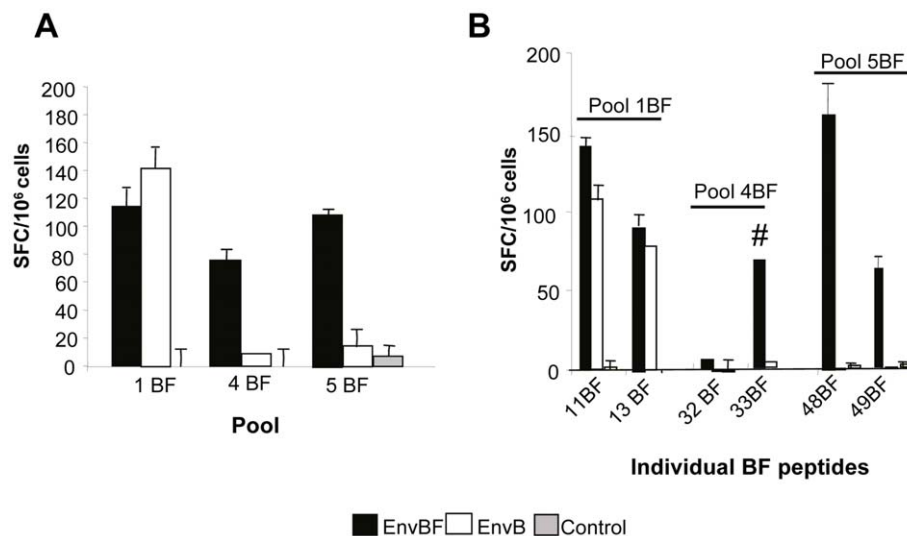 A
SFC/10⁶ cells
200
180
160
140
120
100
80
60
40
20
0
1 BF
4 BF
5 BF
Pool
B
SFC/10⁶ cells
200
150
100
50
0
Pool 1BF
Pool 4BF
Pool 5BF
#
11BF
13 BF
32 BF
33BF
48BF
49BF
Individual BF peptides
EnvBF EnvB Control